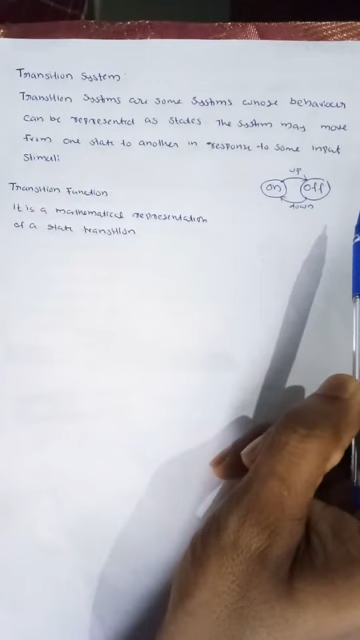 Transition System:
Transition Systms are some Systms whose behaviour
can be represented as states. The System may move
from one state to another in response to some input
Stimuli
up
on off
down
Transition Function
It is a mathematical representation
of a state transition